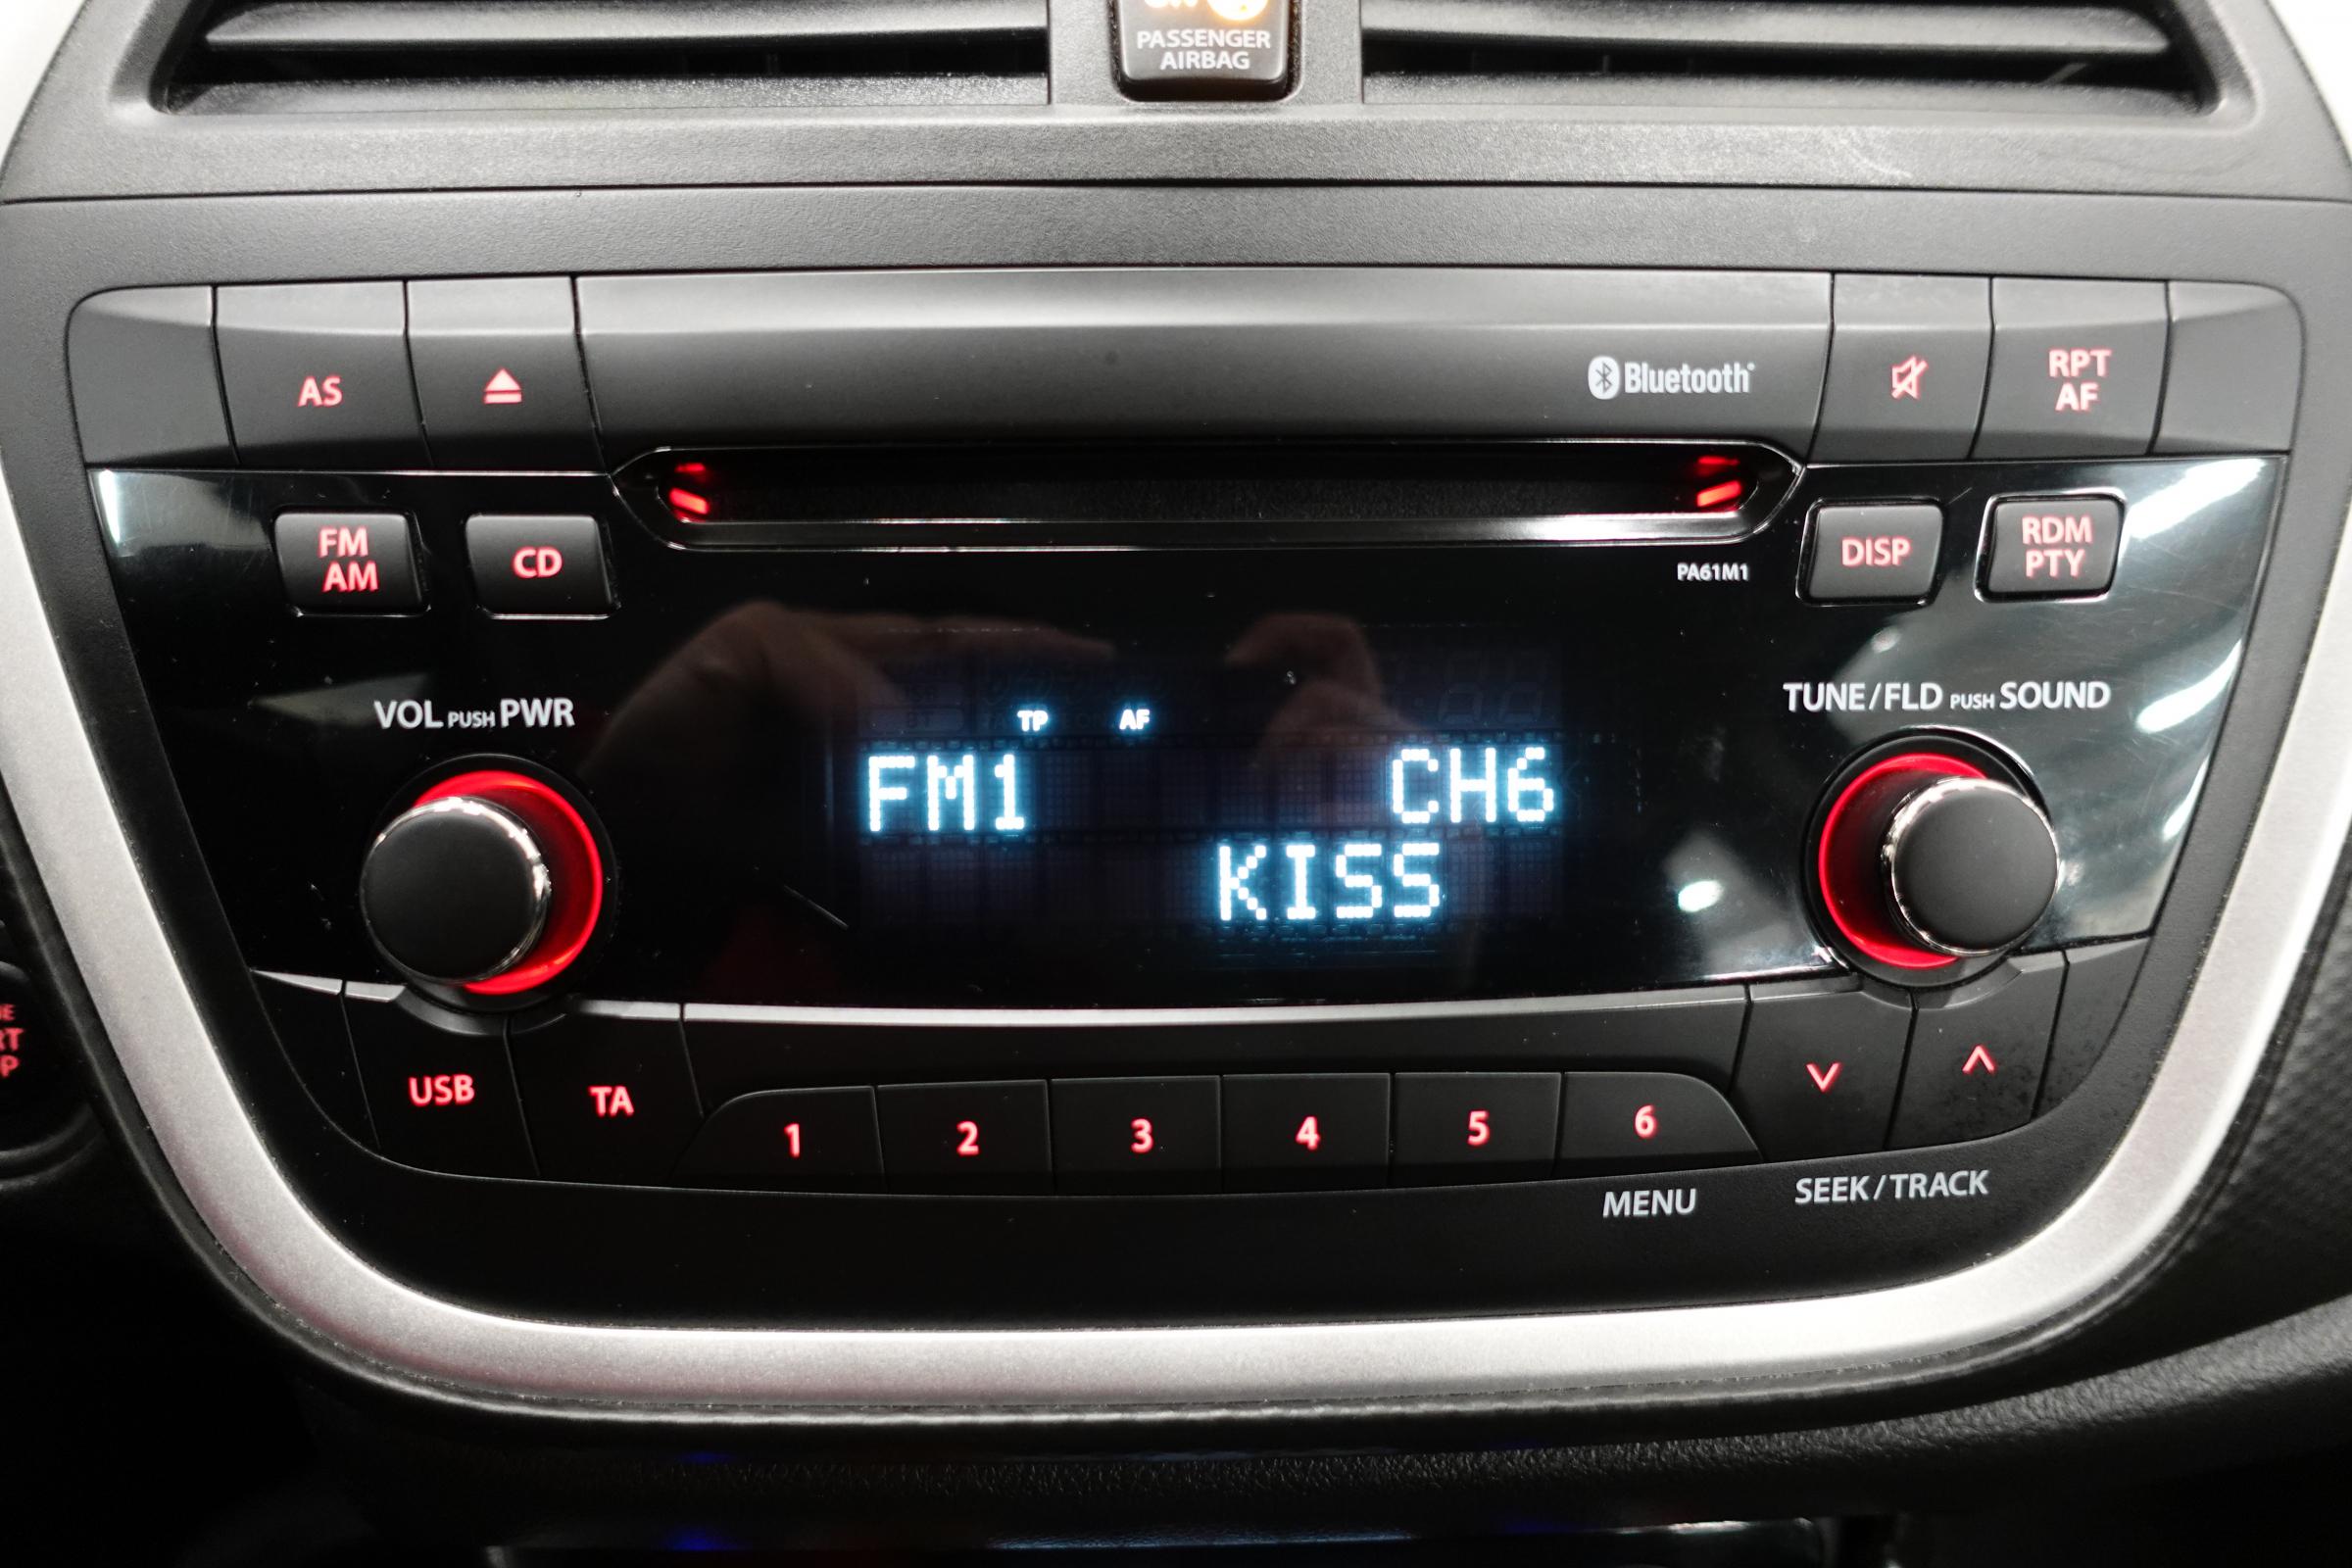 PASSENGER
AIRBAG
AS
Bluetooth
RPT
AF
FM
AM
CD
PA61M1
DISP
RDM
PTY
VOL PUSH PWR
TUNE/FLD PUSH SOUND
TP AF
FM1 CH6
KISS
USB
TA
1 2 3 4 5 6
MENU
SEEK/TRACK